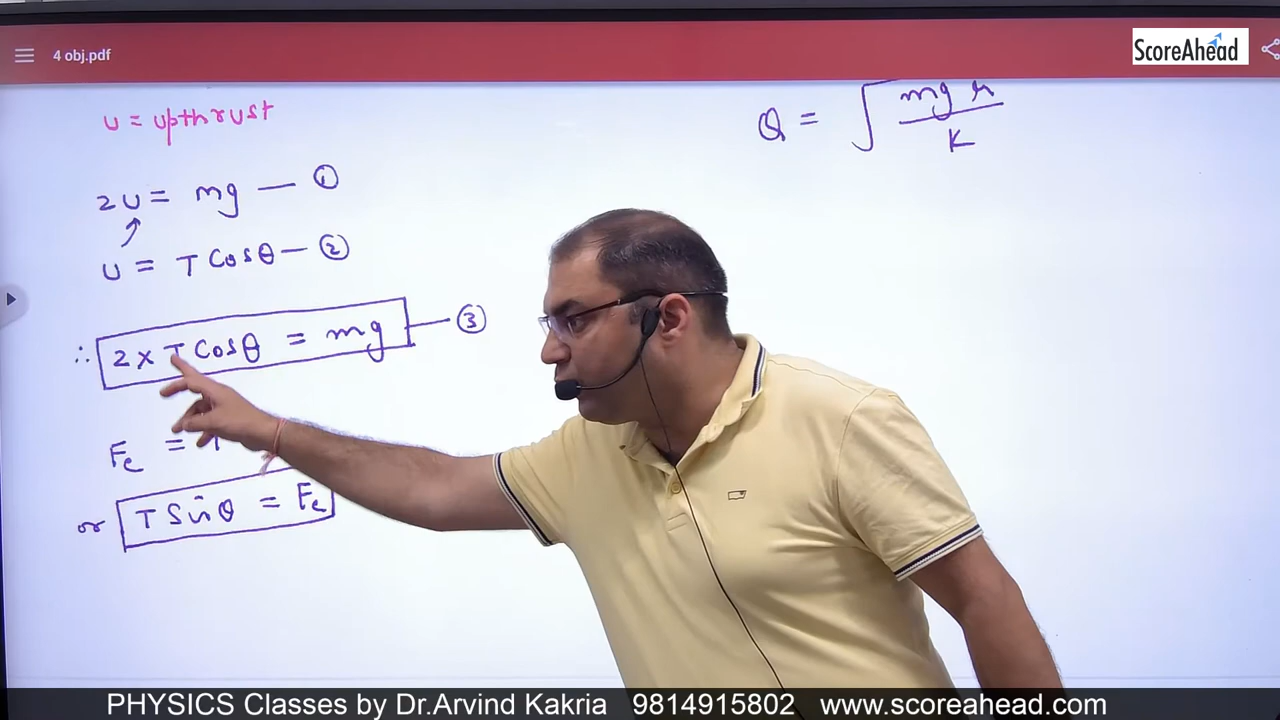 4 obj.pdf
ScoreAhead
u = upthrust
2u = mg — ①
u = T Cosθ — ②
∴ 2 x T Cosθ = mg — ③
Fe = T
or T Sinθ = Fe
Q = ∫ mg r / K
PHYSICS Classes by Dr.Arvind Kakria 9814915802 www.scoreahead.com